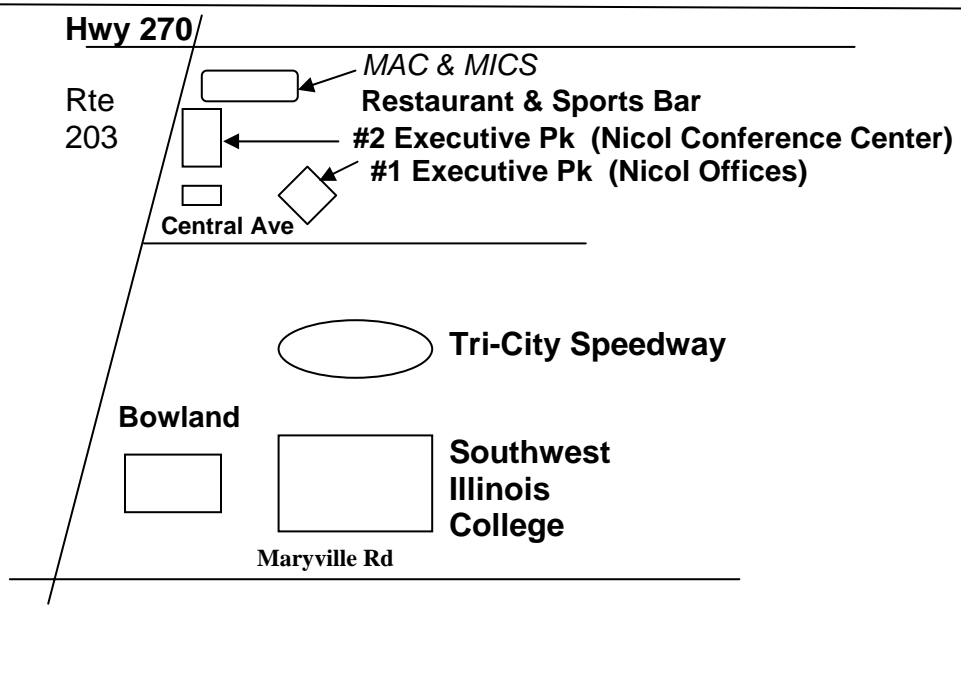 Hwy 270
MAC & MICS
Restaurant & Sports Bar
Rte
203
#2 Executive Pk  (Nicol Conference Center)
#1 Executive Pk  (Nicol Offices)
Central Ave
Tri-City Speedway
Bowland
Southwest
Illinois
College
Maryville Rd